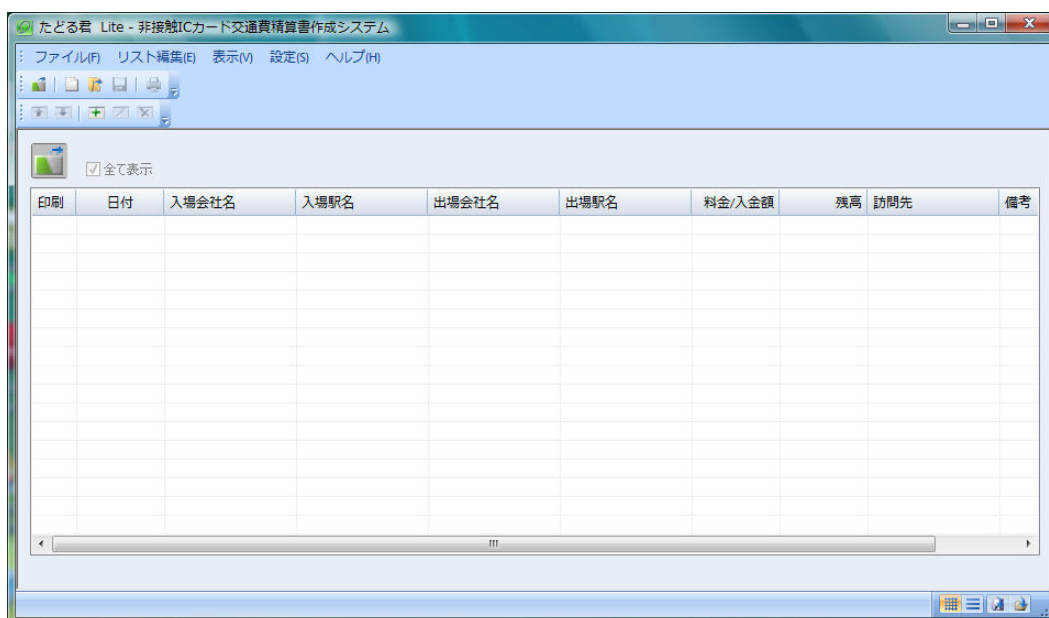 たどる君 Lite - 非接触ICカード交通費精算書作成システム
ファイル(F) リスト編集(E) 表示(V) 設定(S) ヘルプ(H)
全て表示
印刷 日付 入場会社名 入場駅名 出場会社名 出場駅名 料金/入金額 残高 訪問先 備考